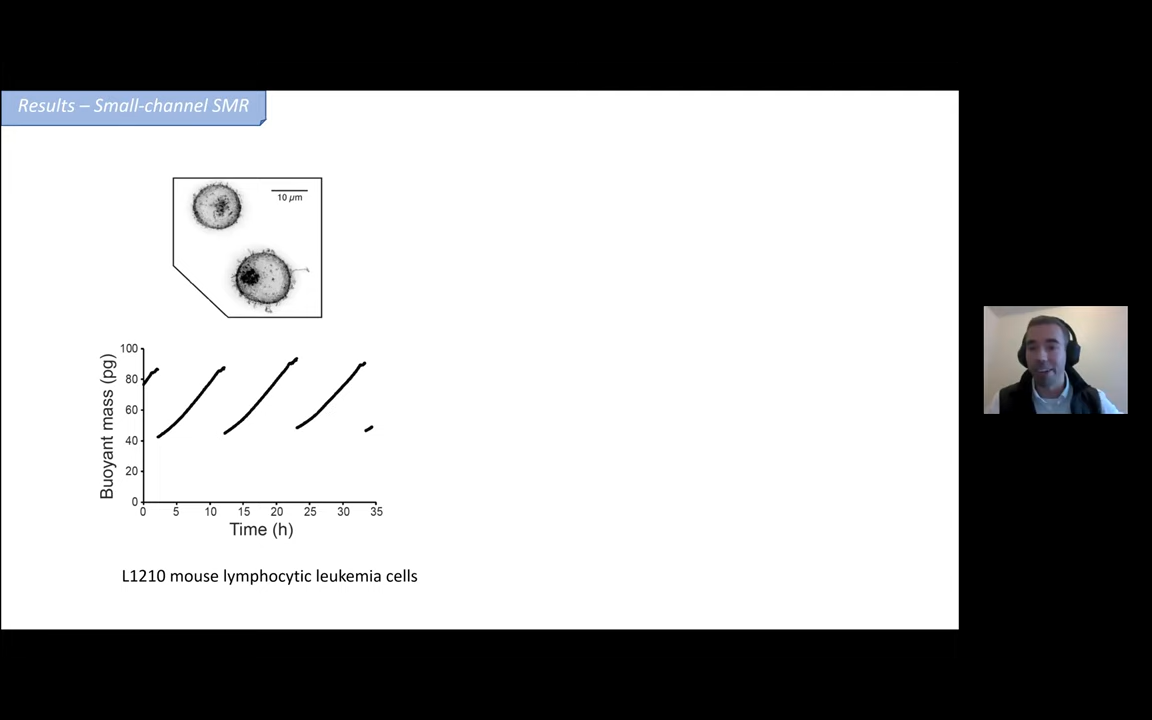 Results – Small-channel SMR
10 µm
Buoyant mass (pg)
100
80
60
40
20
0
0 5 10 15 20 25 30 35
Time (h)
L1210 mouse lymphocytic leukemia cells